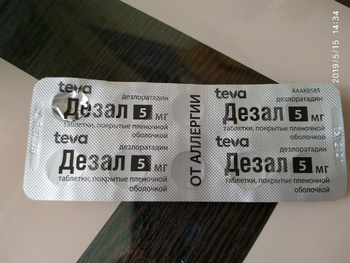 2019/5/15 14:34
teva
дезлоратадин
Дезал 5 мг
таблетки, покрытые пленочной
оболочкой
teva
дезлоратадин
Дезал 5 мг
таблетки, покрытые пленочной
оболочкой
ОТ АЛЛЕРГИИ
teva
дезлоратадин
Дезал 5 мг
таблетки, покрытые пленочной
оболочкой
teva
дезлоратадин
Дезал 5 мг
таблетки, покрытые пленочной
оболочкой